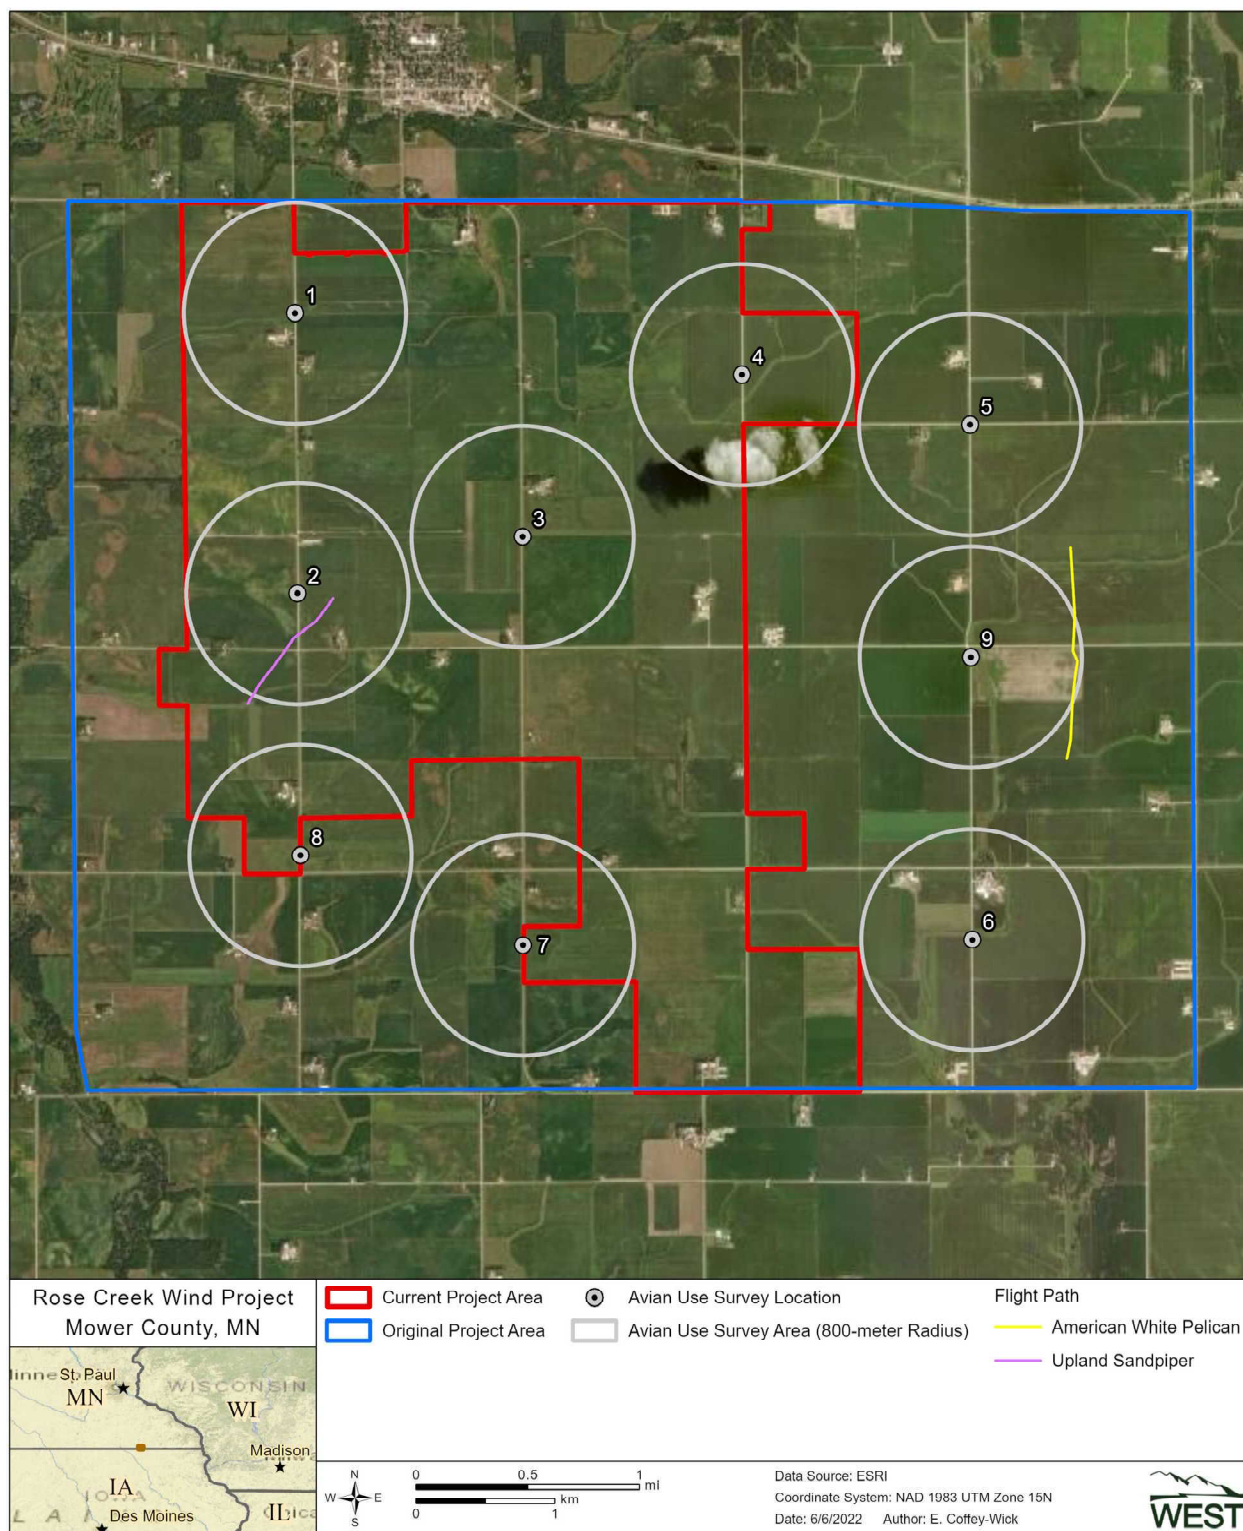 1
4
5
3
2
9
8
6
7
Rose Creek Wind Project
Mower County, MN
Current Project Area
Original Project Area
Avian Use Survey Location
Avian Use Survey Area (800-meter Radius)
Flight Path
American White Pelican
Upland Sandpiper
St. Paul
MN
WISCONSIN
WI
Madison
IA
IL
Des Moines
N
W E
S
0 0.5 1
mi
km
0 1
Data Source: ESRI
Coordinate System: NAD 1983 UTM Zone 15N
Date: 6/6/2022 Author: E. Coffey-Wick
WEST